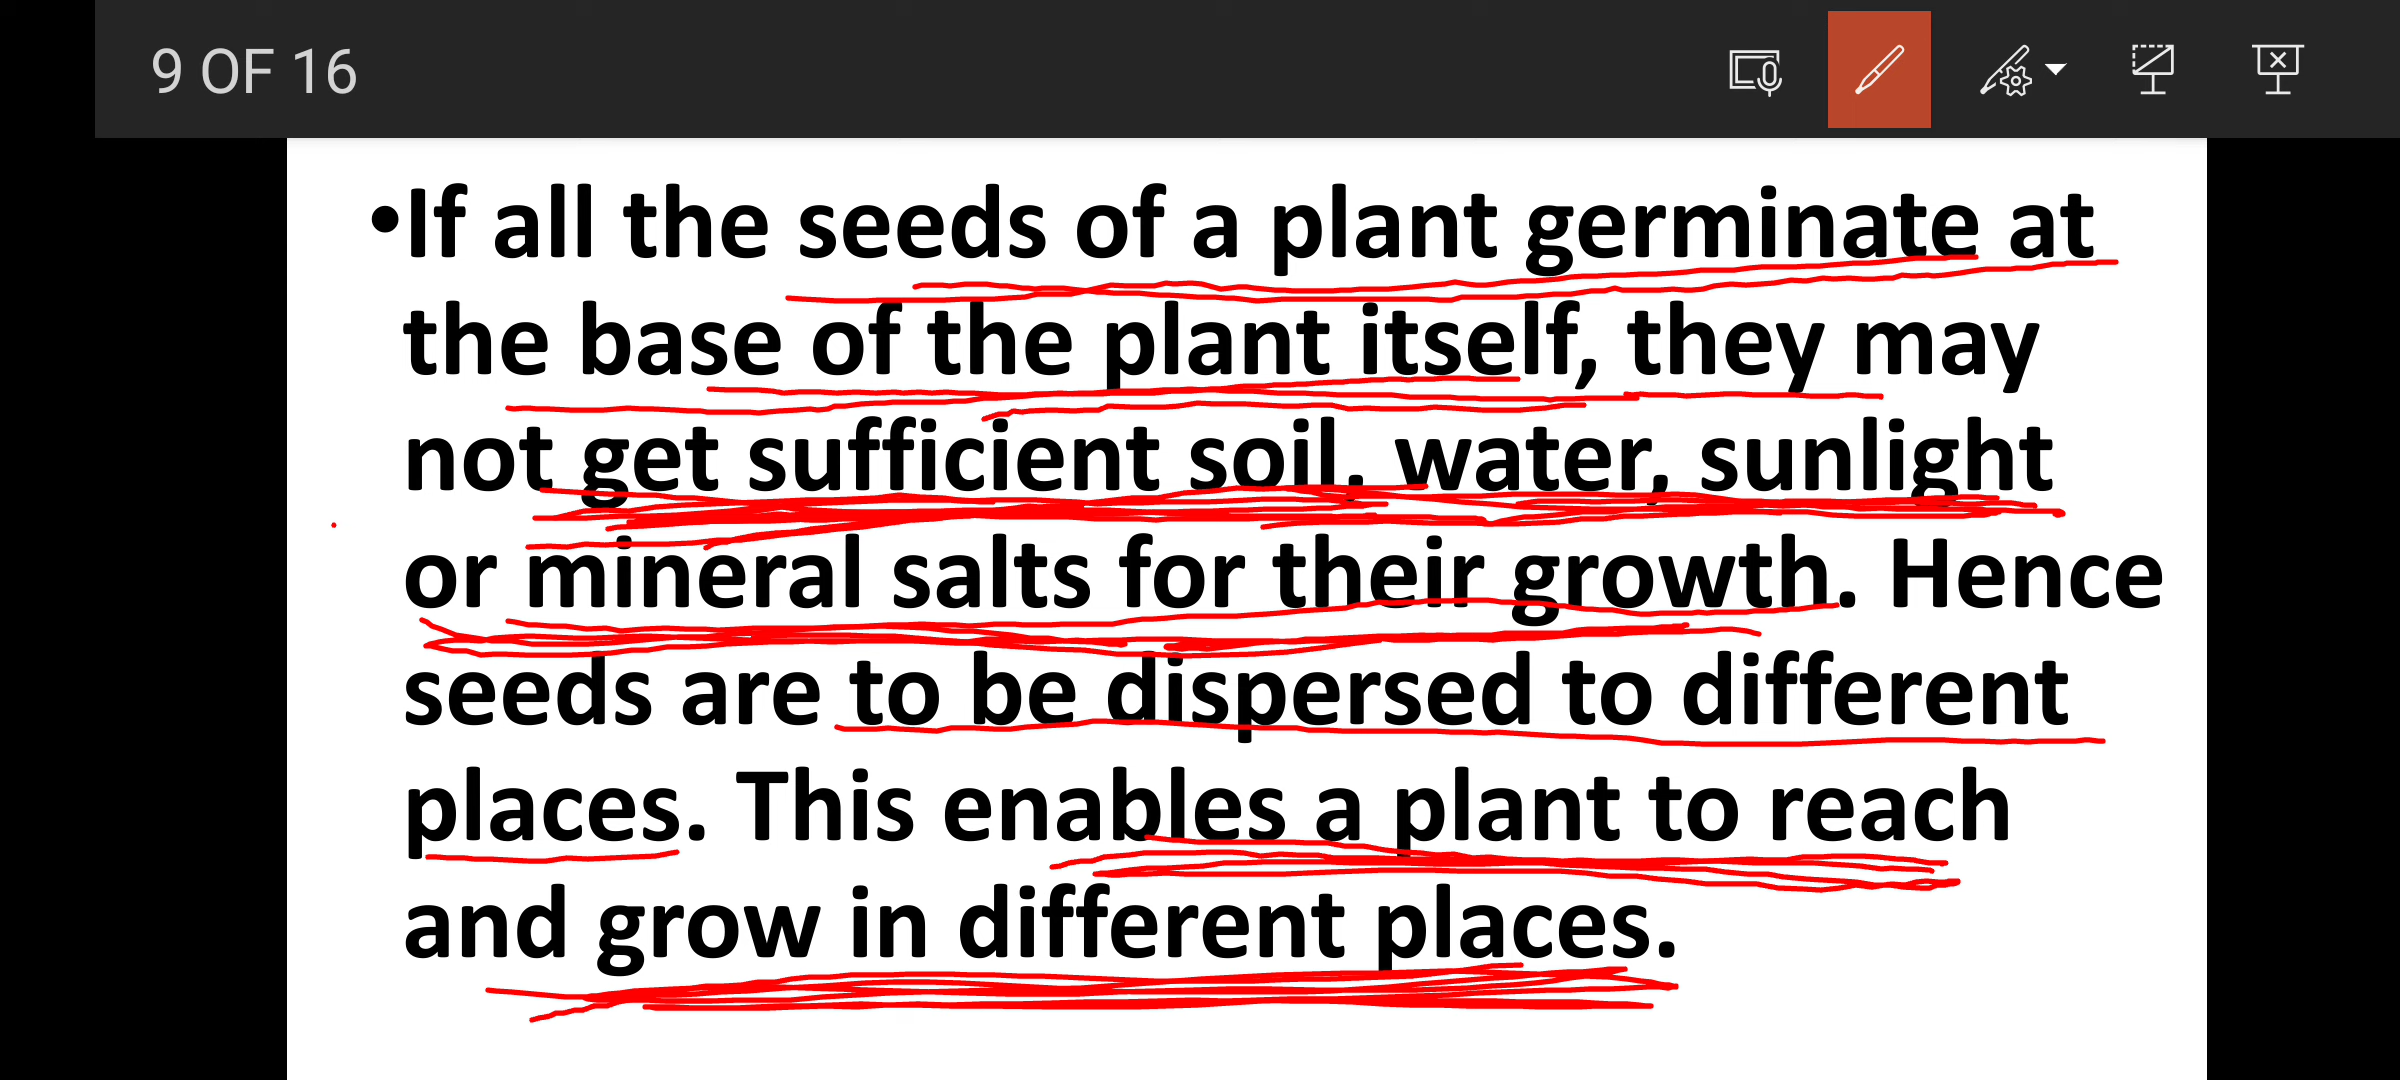 9 OF 16
•If all the seeds of a plant germinate at
the base of the plant itself, they may
not get sufficient soil, water, sunlight
or mineral salts for their growth. Hence
seeds are to be dispersed to different
places. This enables a plant to reach
and grow in different places.